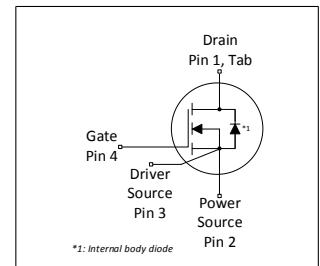 Drain
Pin 1, Tab
*1
Gate
Pin 4
Driver
Source
Pin 3
Power
Source
Pin 2
*1: Internal body diode